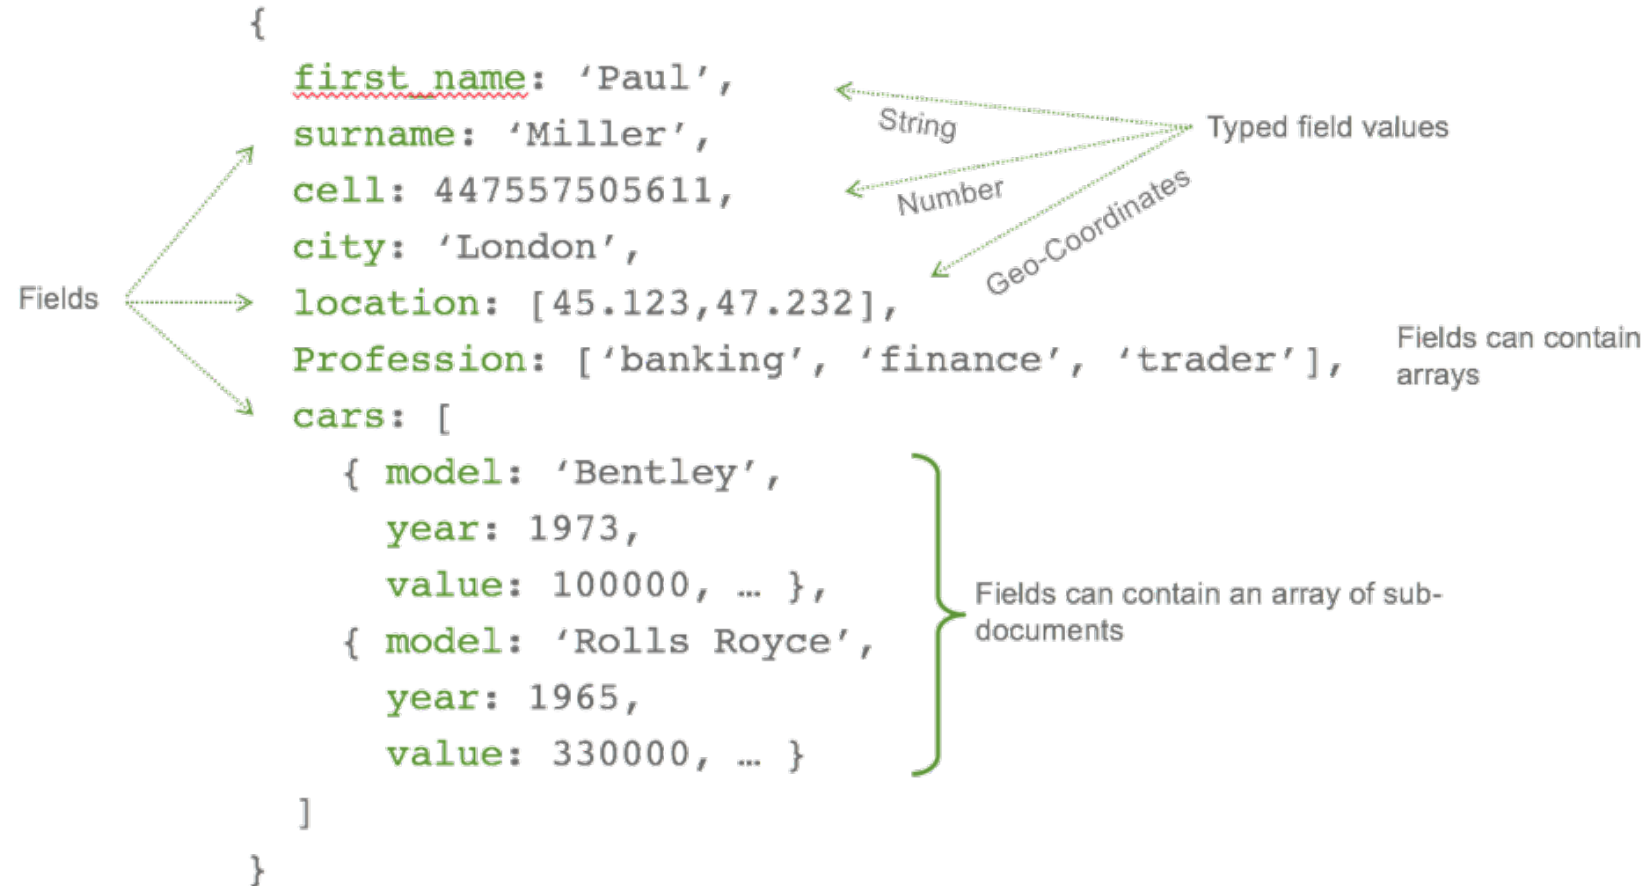 {
first_name: ‘Paul’,
surname: ‘Miller’,
cell: 447557505611,
city: ‘London’,
location: [45.123,47.232],
Profession: [‘banking’, ‘finance’, ‘trader’],
cars: [
{ model: ‘Bentley’,
year: 1973,
value: 100000, … },
{ model: ‘Rolls Royce’,
year: 1965,
value: 330000, … }
]
}
Fields
String
Number
Geo-Coordinates
Typed field values
Fields can contain
arrays
Fields can contain an array of sub-
documents